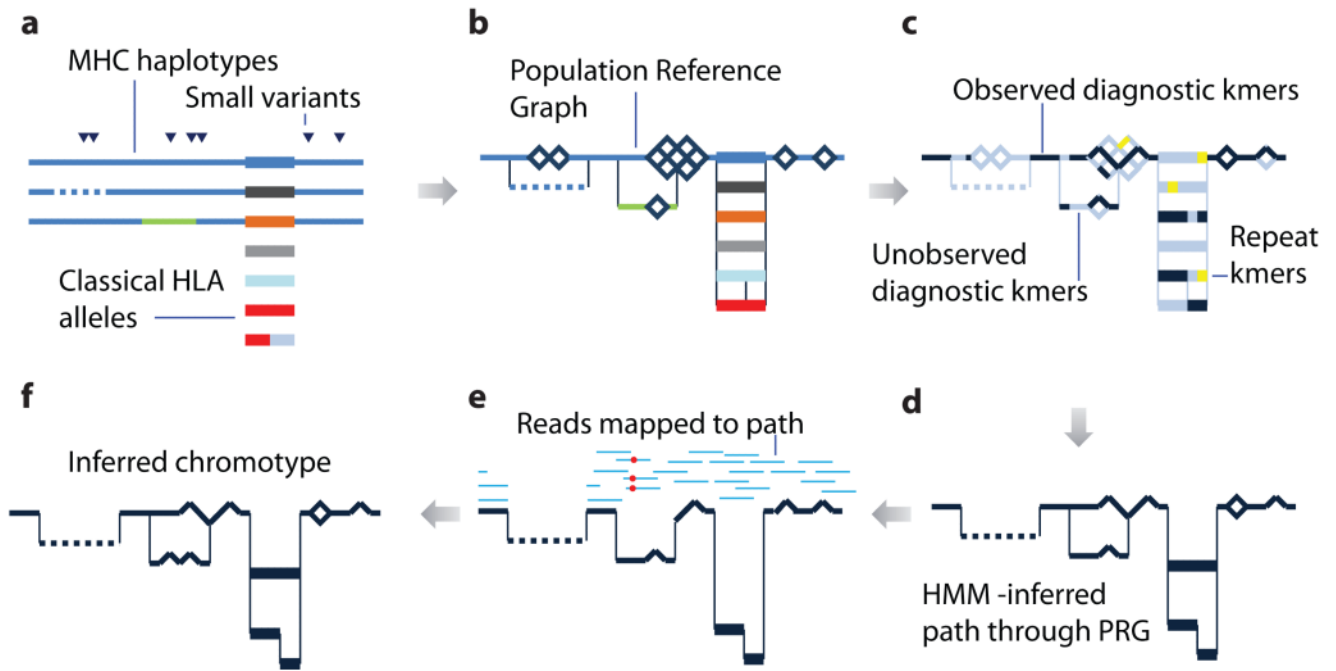 a
MHC haplotypes
Small variants
Classical HLA
alleles
b
Population Reference
Graph
c
Observed diagnostic kmers
Unobserved
diagnostic kmers
Repeat
kmers
f
Inferred chromotype
e
Reads mapped to path
d
HMM -inferred
path through PRG